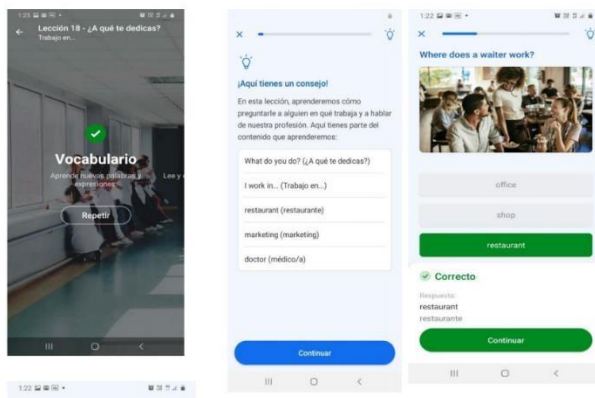 1:23
Lección 18 - ¿A qué te dedicas?
Trabajo en...
Vocabulario
Aprende nuevas palabras y
expresiones
Lee y
Repetir
¡Aquí tienes un consejo!
En esta lección, aprenderemos cómo
preguntarle a alguien en qué trabaja y a hablar
de nuestra profesión. Aquí tienes parte del
contenido que aprenderemos:
What do you do? (¿A qué te dedicas?)
I work in... (Trabajo en...)
restaurant (restaurante)
marketing (marketing)
doctor (médico/a)
Continuar
1:22
Where does a waiter work?
office
shop
restaurant
Correcto
Respuesta:
restaurant
restaurante
Continuar
1:22